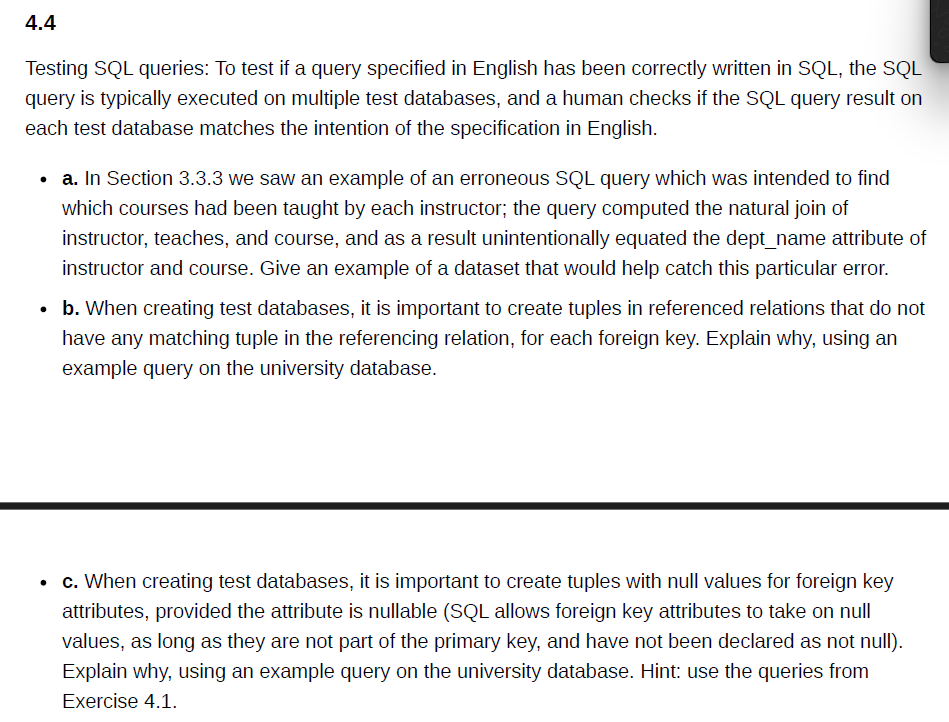 4.4
Testing SQL queries: To test if a query specified in English has been correctly written in SQL, the SQL
query is typically executed on multiple test databases, and a human checks if the SQL query result on
each test database matches the intention of the specification in English.
• a. In Section 3.3.3 we saw an example of an erroneous SQL query which was intended to find
which courses had been taught by each instructor; the query computed the natural join of
instructor, teaches, and course, and as a result unintentionally equated the dept_name attribute of
instructor and course. Give an example of a dataset that would help catch this particular error.
• b. When creating test databases, it is important to create tuples in referenced relations that do not
have any matching tuple in the referencing relation, for each foreign key. Explain why, using an
example query on the university database.
• c. When creating test databases, it is important to create tuples with null values for foreign key
attributes, provided the attribute is nullable (SQL allows foreign key attributes to take on null
values, as long as they are not part of the primary key, and have not been declared as not null).
Explain why, using an example query on the university database. Hint: use the queries from
Exercise 4.1.